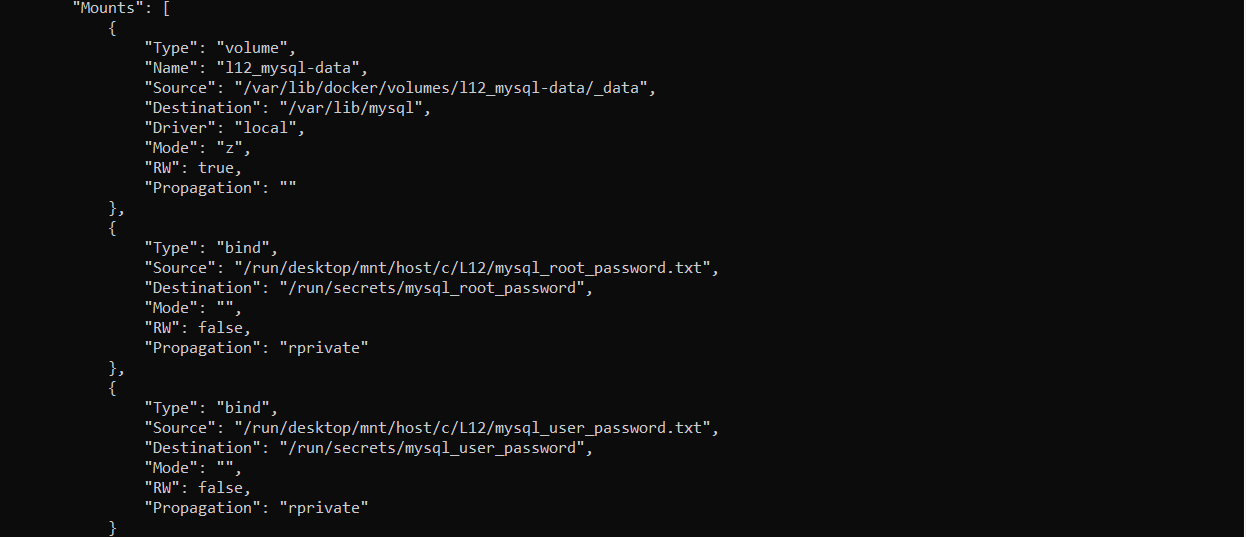 "Mounts": [
{
"Type": "volume",
"Name": "l12_mysql-data",
"Source": "/var/lib/docker/volumes/l12_mysql-data/_data",
"Destination": "/var/lib/mysql",
"Driver": "local",
"Mode": "z",
"RW": true,
"Propagation": ""
},
{
"Type": "bind",
"Source": "/run/desktop/mnt/host/c/L12/mysql_root_password.txt",
"Destination": "/run/secrets/mysql_root_password",
"Mode": "",
"RW": false,
"Propagation": "rprivate"
},
{
"Type": "bind",
"Source": "/run/desktop/mnt/host/c/L12/mysql_user_password.txt",
"Destination": "/run/secrets/mysql_user_password",
"Mode": "",
"RW": false,
"Propagation": "rprivate"
}